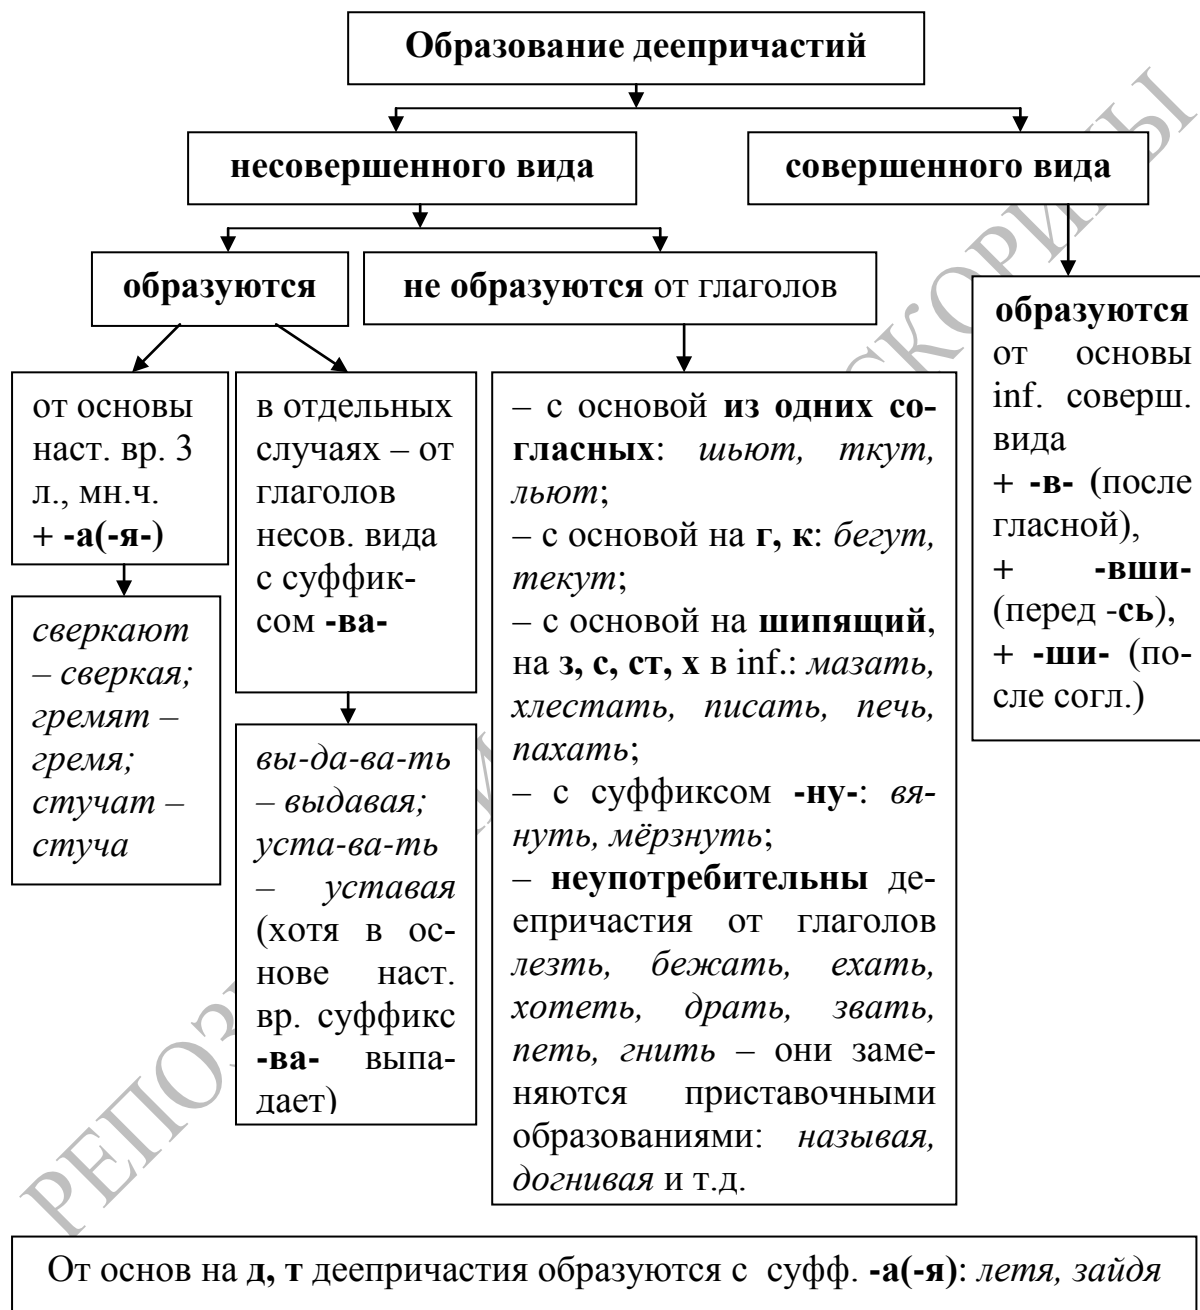 Образование деепричастий
несовершенного вида
совершенного вида
образуются
не образуются от глаголов
от основы
наст. вр. 3
л., мн.ч.
+ -а(-я-)
сверкают
– сверкая;
гремят –
гремя;
стучат –
стуча
в отдельных
случаях – от
глаголов
несов. вида
с суффик-
сом -ва-
вы-да-ва-ть
– выдавая;
уста-ва-ть
– уставая
(хотя в ос-
нове наст.
вр. суффикс
-ва- выпа-
дает)
– с основой из одних со-
гласных: шьют, ткут,
льют;
– с основой на г, к: бегут,
текут;
– с основой на шипящий,
на з, с, ст, х в inf.: мазать,
хлестать, писать, печь,
пахать;
– с суффиксом -ну-: вя-
нуть, мёрзнуть;
– неупотребительны де-
епричастия от глаголов
лезть, бежать, ехать,
хотеть, драть, звать,
петь, гнить – они заме-
няются приставочными
образованиями: называя,
догнивая и т.д.
образуются
от основы
inf. соверш.
вида
+ -в- (после
гласной),
+ -вши-
(перед -сь),
+ -ши- (по-
сле согл.)
От основ на д, т деепричастия образуются с суфф. -а(-я): летя, зайдя